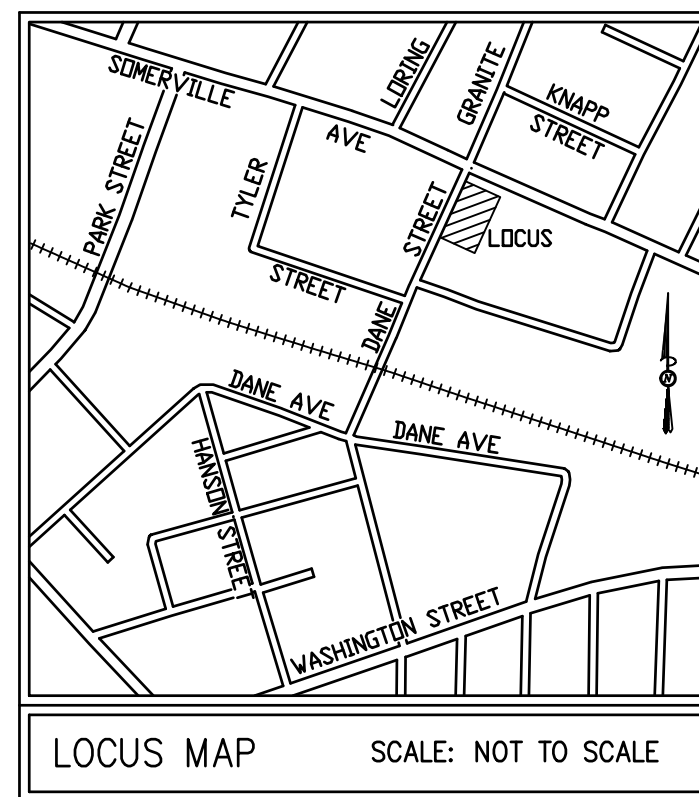 SOMERVILLE
AVE
LORING
GRANITE
KNAPP
STREET
PARK STREET
TYLER
STREET
STREET
LOCUS
DANE
N
DANE AVE
DANE AVE
HANSON STREET
WASHINGTON STREET
LOCUS MAP
SCALE: NOT TO SCALE